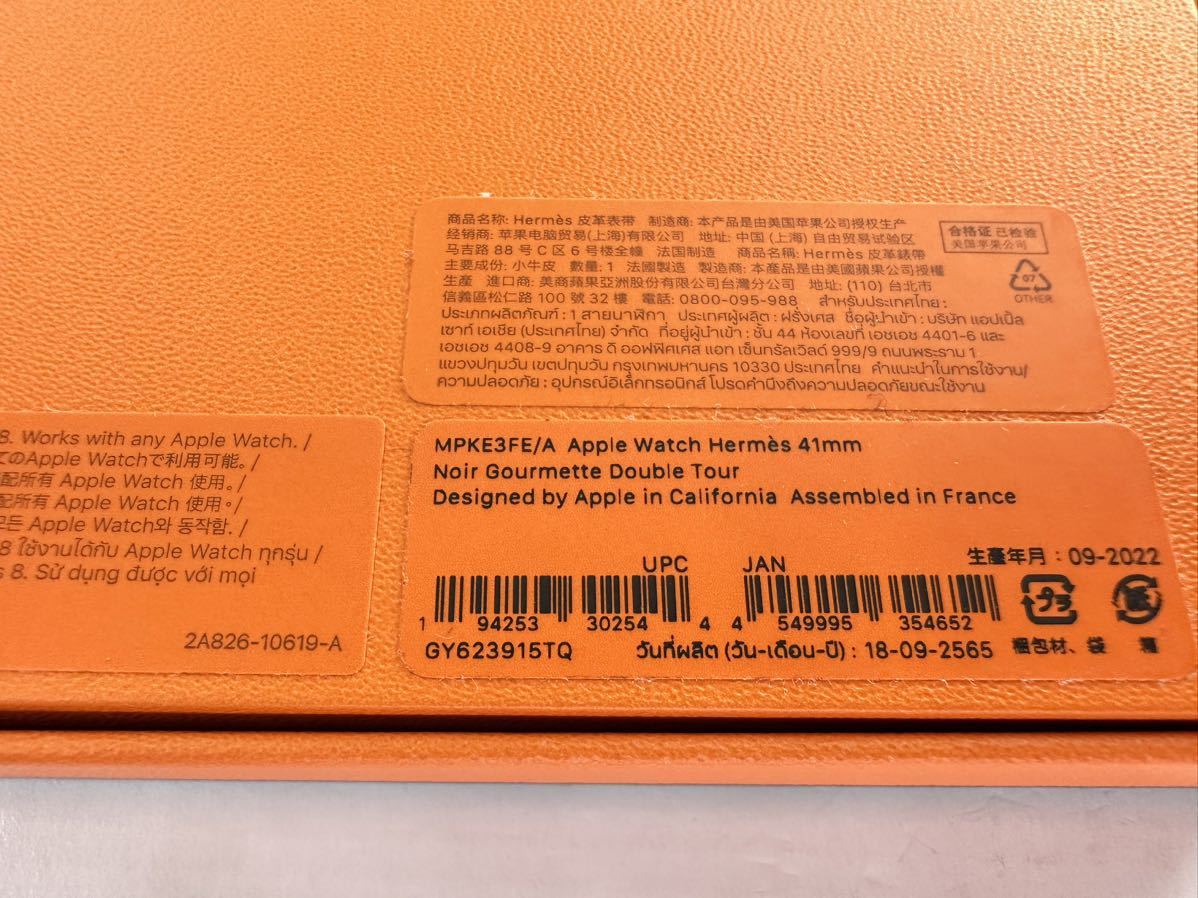 商品名称: Hermès 皮革表带 制造商: 本产品是由美国苹果公司授权生产
经销商: 苹果电脑贸易(上海)有限公司 地址: 中国 (上海) 自由贸易试验区
马吉路 88 号 C 区 6 号楼全幢 法国制造 商品名稱: Hermès 皮革錶帶
主要成份: 小牛皮 數量: 1 法國製造 製造商: 本產品是由美國蘋果公司授權
生產 進口商: 美商蘋果亞洲股份有限公司台灣分公司 地址: (110) 台北市
信義區松仁路 100 號 32 樓 電話: 0800-095-988 สำหรับประเทศไทย :
ประเภทผลิตภัณฑ์ : 1 สายนาฬิกา ประเทศผู้ผลิต : ฝรั่งเศส ชื่อผู้นำเข้า : บริษัท แอปเปิ้ล
เซาท์ เอเชีย (ประเทศไทย) จำกัด ที่อยู่ผู้นำเข้า : ชั้น 44 ห้องเลขที่ เอชเอช 4401-6 และ
เอชเอช 4408-9 อาคาร ดิ ออฟฟิศเศส แอท เซ็นทรัลเวิลด์ 999/9 ถนนพระราม 1
แขวงปทุมวัน เขตปทุมวัน กรุงเทพมหานคร 10330 ประเทศไทย คำแนะนำในการใช้งาน/
ความปลอดภัย : อุปกรณ์อิเล็กทรอนิกส์ โปรดคำนึงถึงความปลอดภัยขณะใช้งาน
合格证 已检验
美国苹果公司
07
OTHER
8. Works with any Apple Watch. /
てのApple Watchで利用可能。/
配所有 Apple Watch 使用。/
配所有 Apple Watch 使用。/
모든 Apple Watch와 동작함. /
8 ใช้งานได้กับ Apple Watch ทุกรุ่น /
s 8. Sử dụng được với mọi
2A826-10619-A
MPKE3FE/A Apple Watch Hermès 41mm
Noir Gourmette Double Tour
Designed by Apple in California Assembled in France
生產年月 : 09-2022
UPC JAN
1 94253 30254 4 4 549995 354652
GY623915TQ วันที่ผลิต (วัน-เดือน-ปี) : 18-09-2565
プラ
梱包材、袋 箱